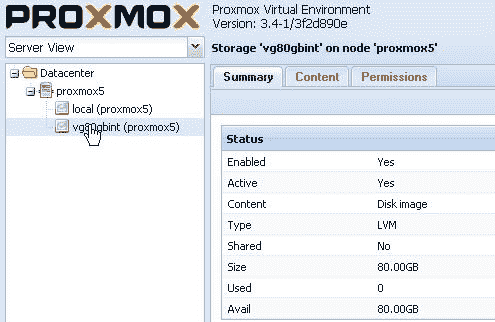 PROXMOX
Proxmox Virtual Environment
Version: 3.4-1/3f2d890e
Server View
Storage 'vg80gbint' on node 'proxmox5'
Datacenter
proxmox5
local (proxmox5)
vg80gbint (proxmox5)
Summary Content Permissions
Status
Enabled Yes
Active Yes
Content Disk image
Type LVM
Shared No
Size 80.00GB
Used 0
Avail 80.00GB